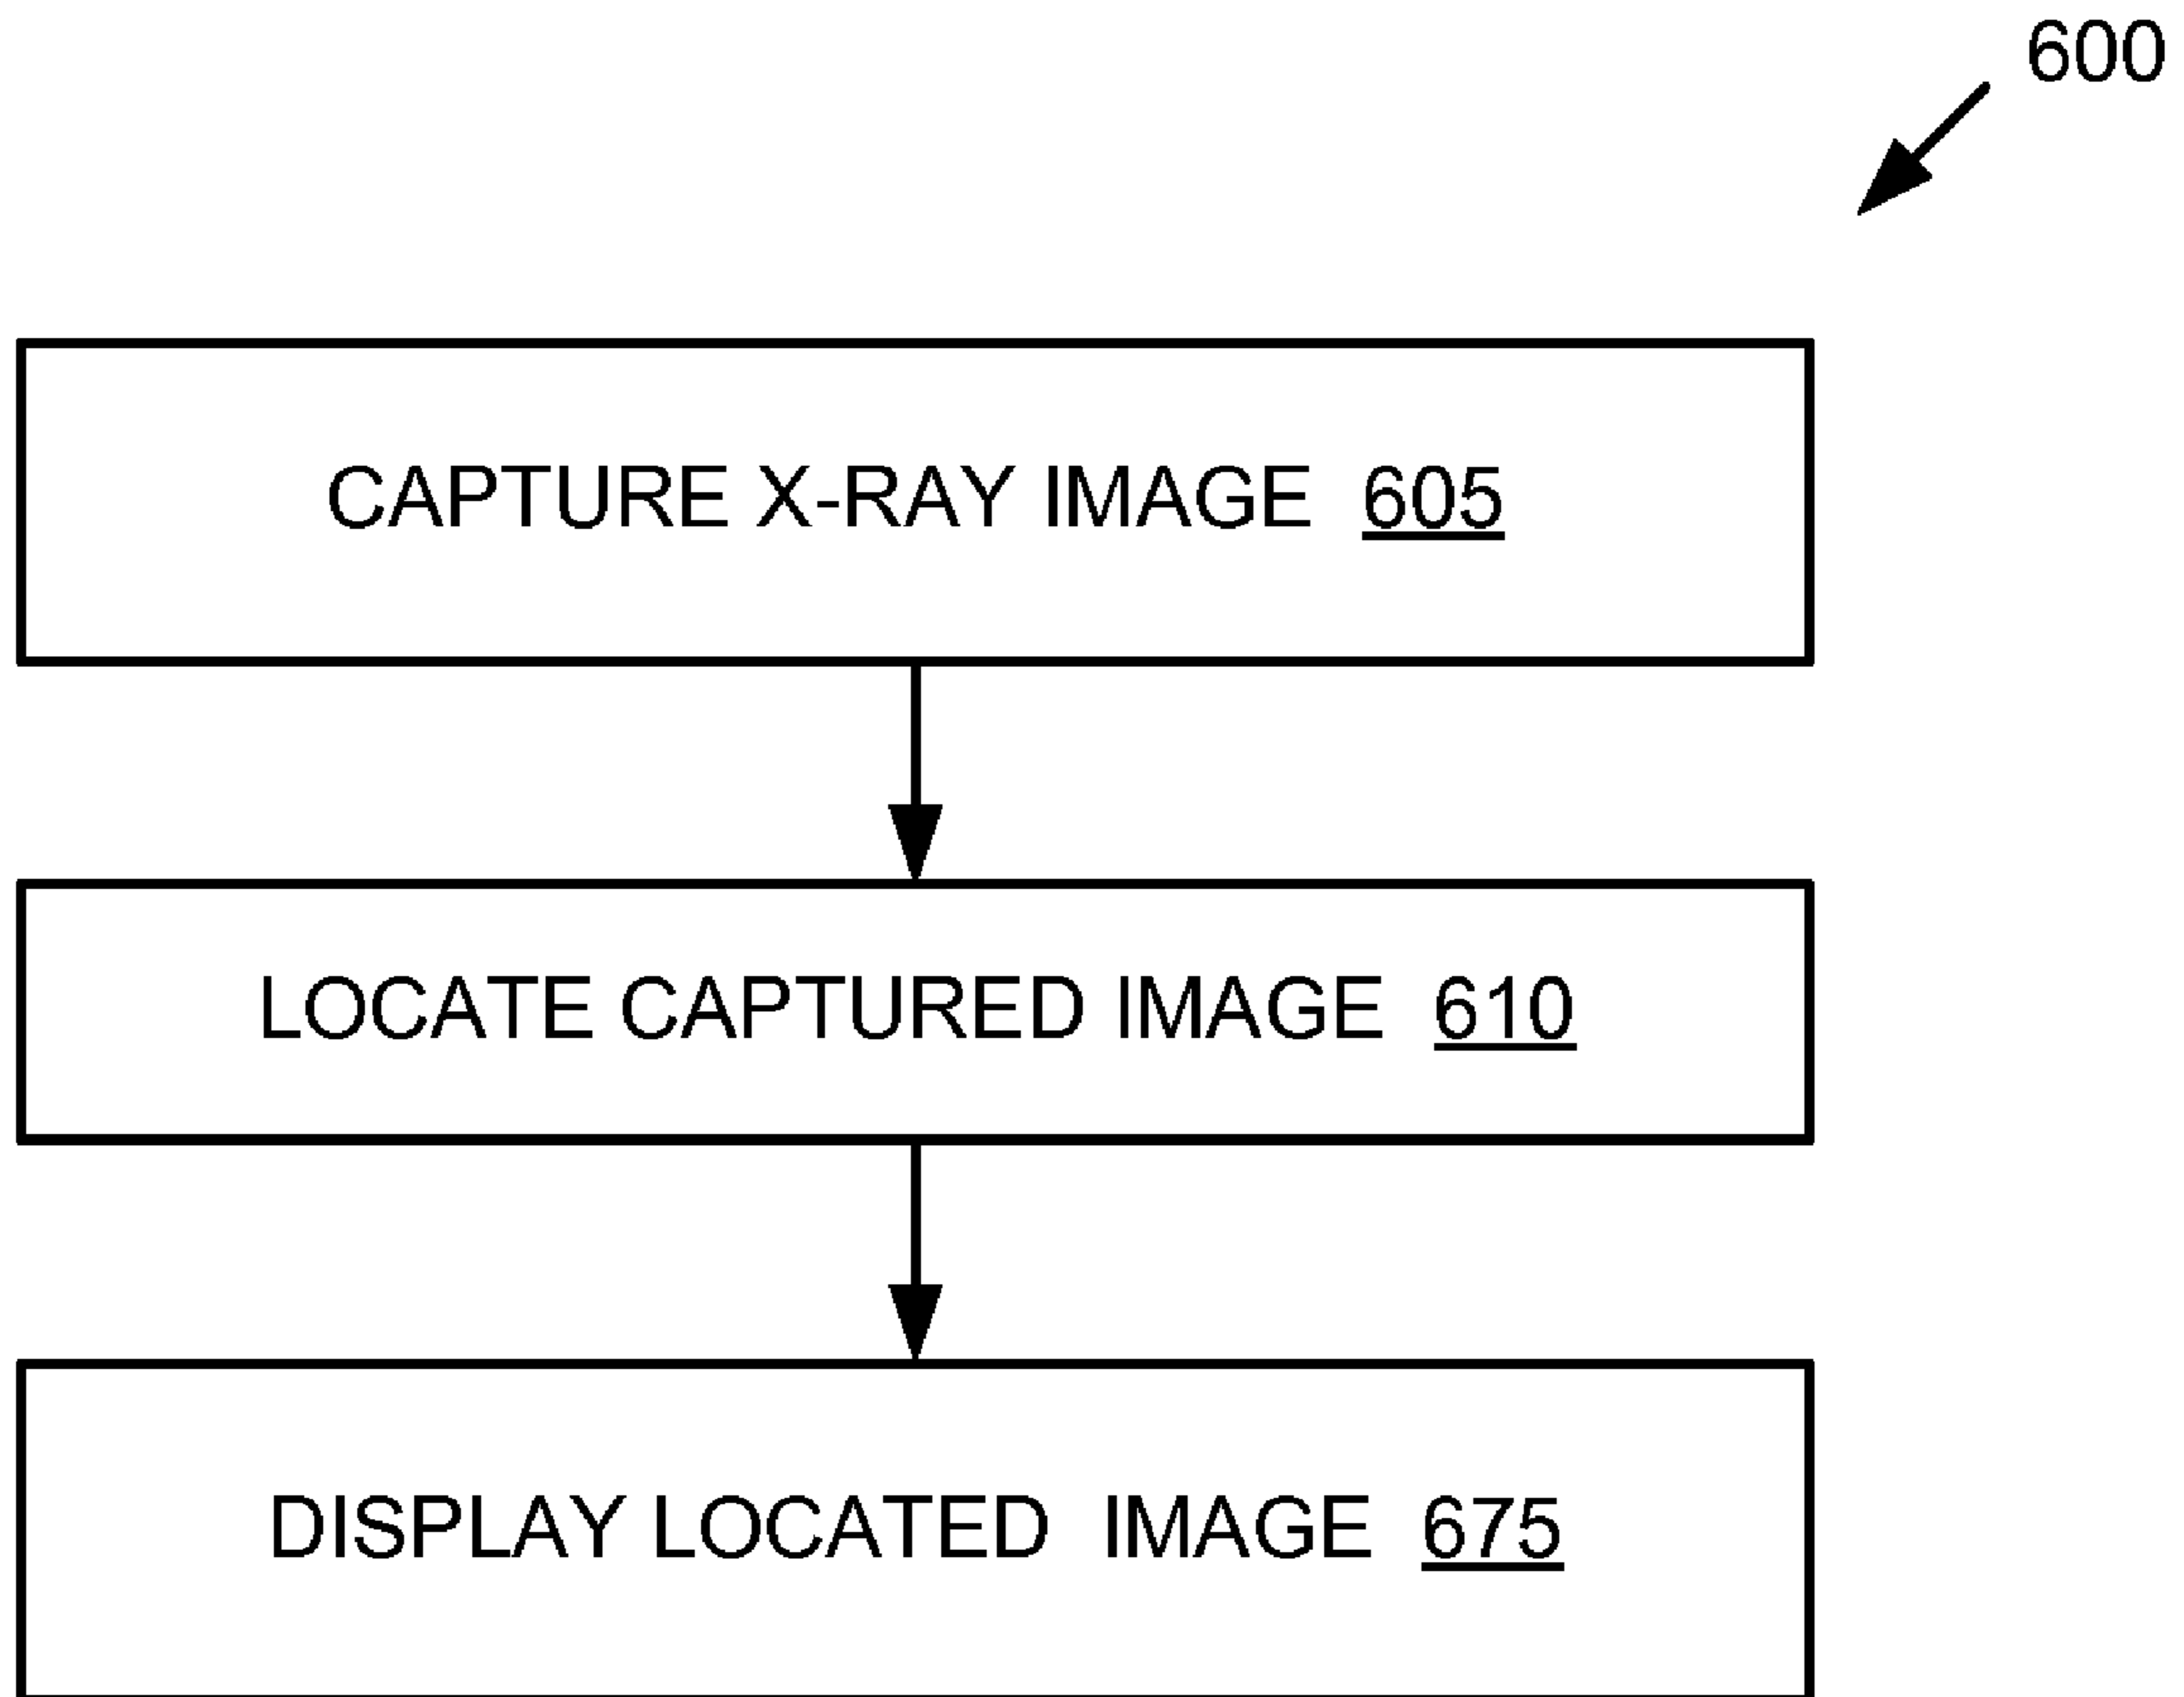 600
CAPTURE X-RAY IMAGE 605
LOCATE CAPTURED IMAGE 610
DISPLAY LOCATED IMAGE 675